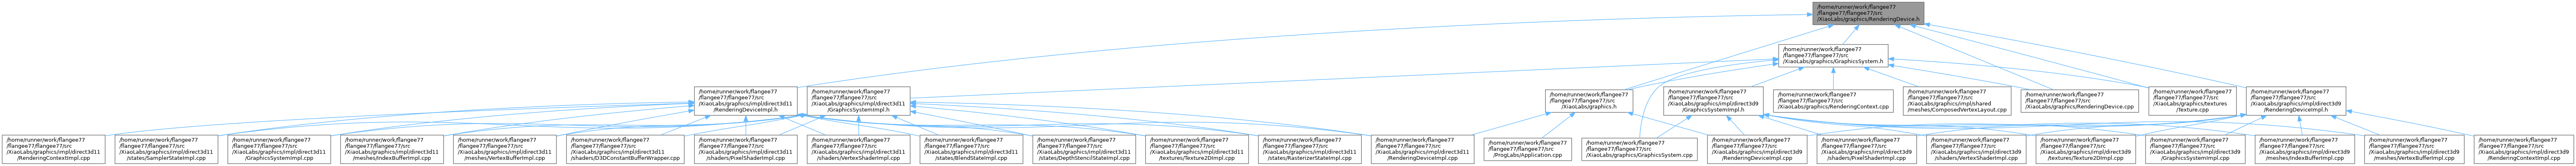 /home/runner/work/flangee77
/flangee77/flangee77/src
/XiaoLabs/graphics/RenderingDevice.h
/home/runner/work/flangee77
/flangee77/flangee77/src
/XiaoLabs/graphics/GraphicsSystem.h
/home/runner/work/flangee77
/flangee77/flangee77/src
/XiaoLabs/graphics/impl/direct3d11
/RenderingDeviceImpl.h
/home/runner/work/flangee77
/flangee77/flangee77/src
/XiaoLabs/graphics/impl/direct3d11
/GraphicsSystemImpl.h
/home/runner/work/flangee77
/flangee77/flangee77/src
/XiaoLabs/graphics.h
/home/runner/work/flangee77
/flangee77/flangee77/src
/XiaoLabs/graphics/impl/direct3d9
/GraphicsSystemImpl.h
/home/runner/work/flangee77
/flangee77/flangee77/src
/XiaoLabs/graphics/RenderingContext.cpp
/home/runner/work/flangee77
/flangee77/flangee77/src
/XiaoLabs/graphics/impl/shared
/meshes/ComposedVertexLayout.cpp
/home/runner/work/flangee77
/flangee77/flangee77/src
/XiaoLabs/graphics/RenderingDevice.cpp
/home/runner/work/flangee77
/flangee77/flangee77/src
/XiaoLabs/graphics/textures
/Texture.cpp
/home/runner/work/flangee77
/flangee77/flangee77/src
/XiaoLabs/graphics/impl/direct3d9
/RenderingDeviceImpl.h
/home/runner/work/flangee77
/flangee77/flangee77/src
/XiaoLabs/graphics/impl/direct3d11
/RenderingContextImpl.cpp
/home/runner/work/flangee77
/flangee77/flangee77/src
/XiaoLabs/graphics/impl/direct3d11
/states/SamplerStateImpl.cpp
/home/runner/work/flangee77
/flangee77/flangee77/src
/XiaoLabs/graphics/impl/direct3d11
/GraphicsSystemImpl.cpp
/home/runner/work/flangee77
/flangee77/flangee77/src
/XiaoLabs/graphics/impl/direct3d11
/meshes/IndexBufferImpl.cpp
/home/runner/work/flangee77
/flangee77/flangee77/src
/XiaoLabs/graphics/impl/direct3d11
/meshes/VertexBufferImpl.cpp
/home/runner/work/flangee77
/flangee77/flangee77/src
/XiaoLabs/graphics/impl/direct3d11
/shaders/D3DConstantBufferWrapper.cpp
/home/runner/work/flangee77
/flangee77/flangee77/src
/XiaoLabs/graphics/impl/direct3d11
/shaders/PixelShaderImpl.cpp
/home/runner/work/flangee77
/flangee77/flangee77/src
/XiaoLabs/graphics/impl/direct3d11
/shaders/VertexShaderImpl.cpp
/home/runner/work/flangee77
/flangee77/flangee77/src
/XiaoLabs/graphics/impl/direct3d11
/states/BlendStateImpl.cpp
/home/runner/work/flangee77
/flangee77/flangee77/src
/XiaoLabs/graphics/impl/direct3d11
/states/DepthStencilStateImpl.cpp
/home/runner/work/flangee77
/flangee77/flangee77/src
/XiaoLabs/graphics/impl/direct3d11
/textures/Texture2DImpl.cpp
/home/runner/work/flangee77
/flangee77/flangee77/src
/XiaoLabs/graphics/impl/direct3d11
/states/RasterizerStateImpl.cpp
/home/runner/work/flangee77
/flangee77/flangee77/src
/XiaoLabs/graphics/impl/direct3d11
/RenderingDeviceImpl.cpp
/home/runner/work/flangee77
/flangee77/flangee77/src
/ProgLabs/Application.cpp
/home/runner/work/flangee77
/flangee77/flangee77/src
/XiaoLabs/graphics/GraphicsSystem.cpp
/home/runner/work/flangee77
/flangee77/flangee77/src
/XiaoLabs/graphics/impl/direct3d9
/RenderingDeviceImpl.cpp
/home/runner/work/flangee77
/flangee77/flangee77/src
/XiaoLabs/graphics/impl/direct3d9
/shaders/PixelShaderImpl.cpp
/home/runner/work/flangee77
/flangee77/flangee77/src
/XiaoLabs/graphics/impl/direct3d9
/shaders/VertexShaderImpl.cpp
/home/runner/work/flangee77
/flangee77/flangee77/src
/XiaoLabs/graphics/impl/direct3d9
/textures/Texture2DImpl.cpp
/home/runner/work/flangee77
/flangee77/flangee77/src
/XiaoLabs/graphics/impl/direct3d9
/GraphicsSystemImpl.cpp
/home/runner/work/flangee77
/flangee77/flangee77/src
/XiaoLabs/graphics/impl/direct3d9
/meshes/IndexBufferImpl.cpp
/home/runner/work/flangee77
/flangee77/flangee77/src
/XiaoLabs/graphics/impl/direct3d9
/meshes/VertexBufferImpl.cpp
/home/runner/work/flangee77
/flangee77/flangee77/src
/XiaoLabs/graphics/impl/direct3d9
/RenderingContextImpl.cpp